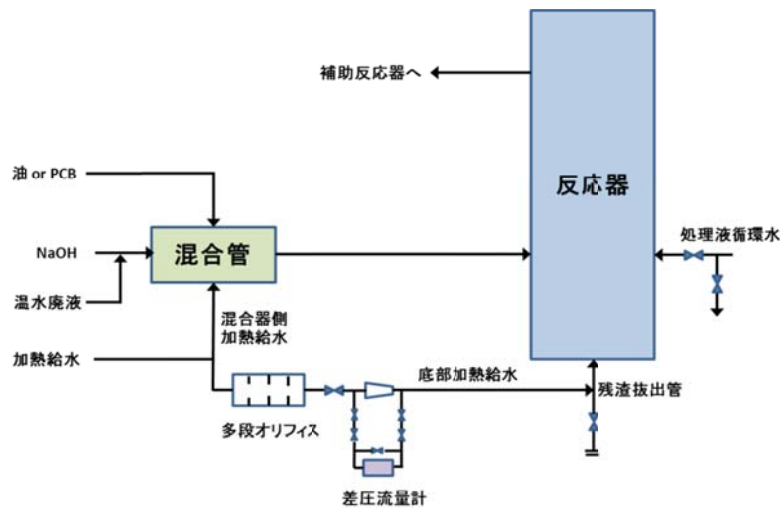 補助反応器へ
油 or PCB
反応器
NaOH
混合管
処理液循環水
温水廃液
混合器側
加熱給水
加熱給水
底部加熱給水
残渣抜出管
多段オリフィス
差圧流量計